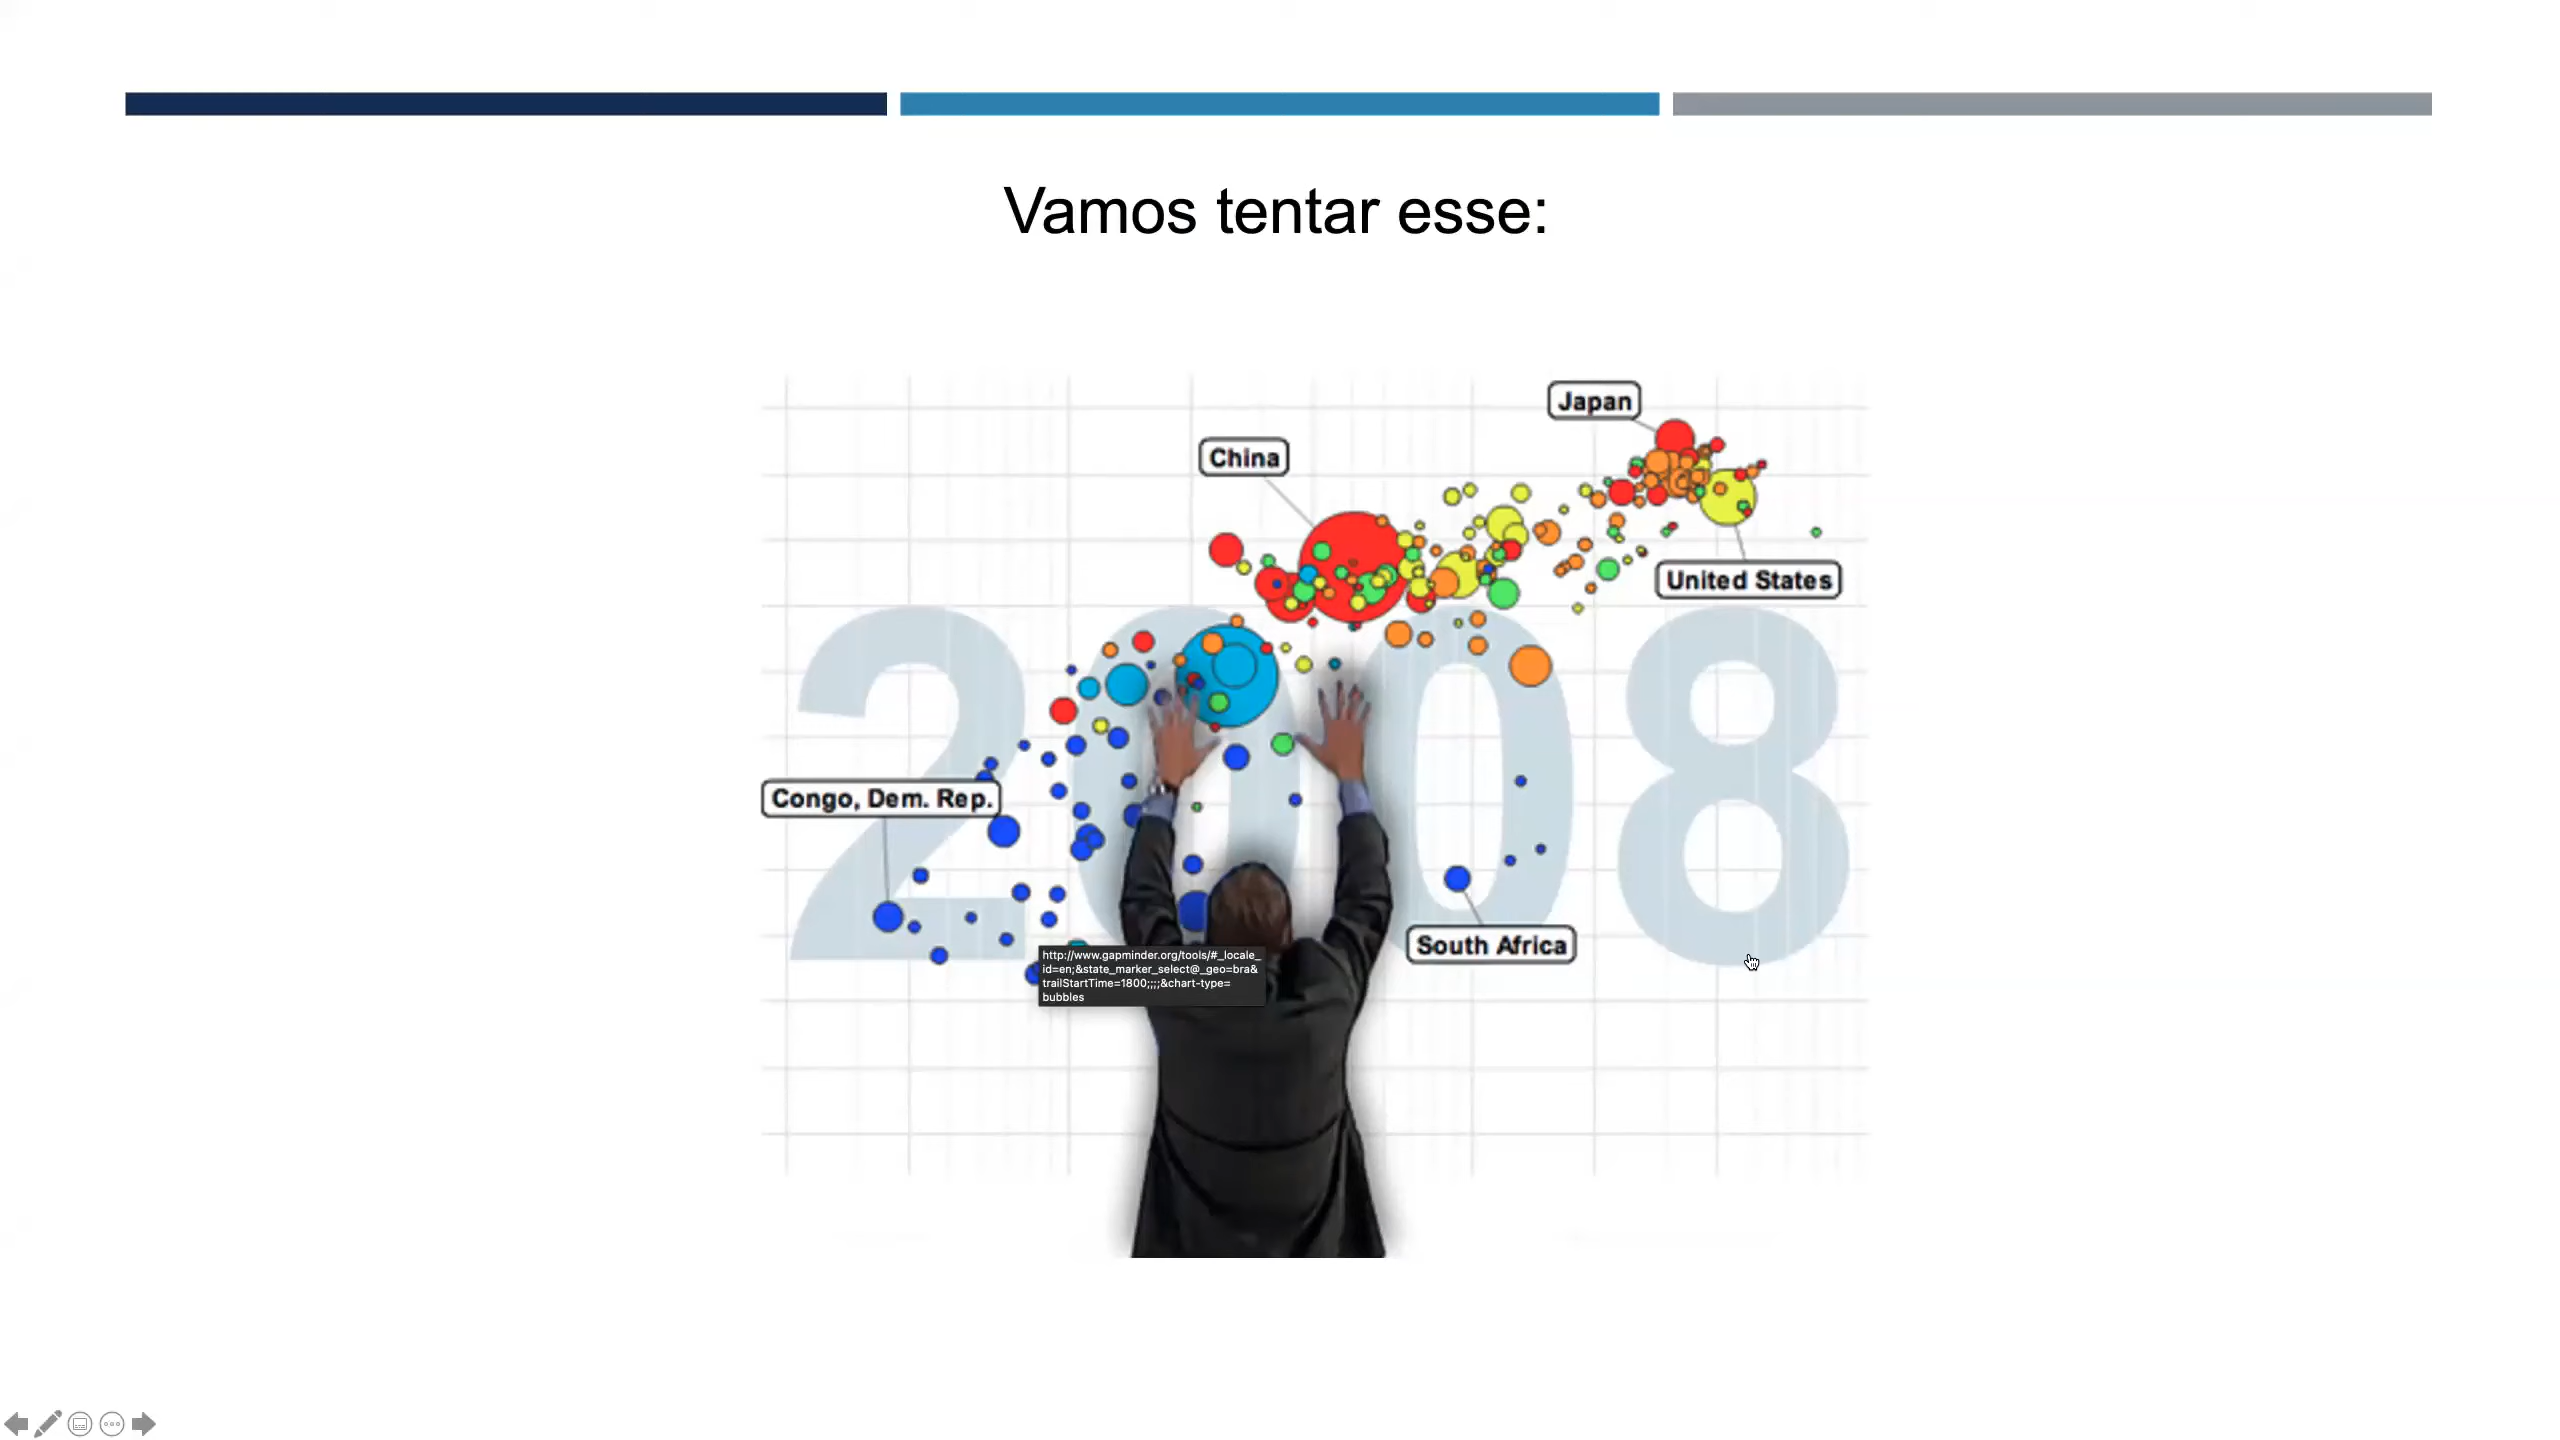 Vamos tentar esse:
Japan
China
United States
2008
Congo, Dem. Rep.
South Africa
http://www.gapminder.org/tools/#_locale_
id=en;&state_marker_select@_geo=bra&
trailStartTime=1800;;;;&chart-type=
bubbles